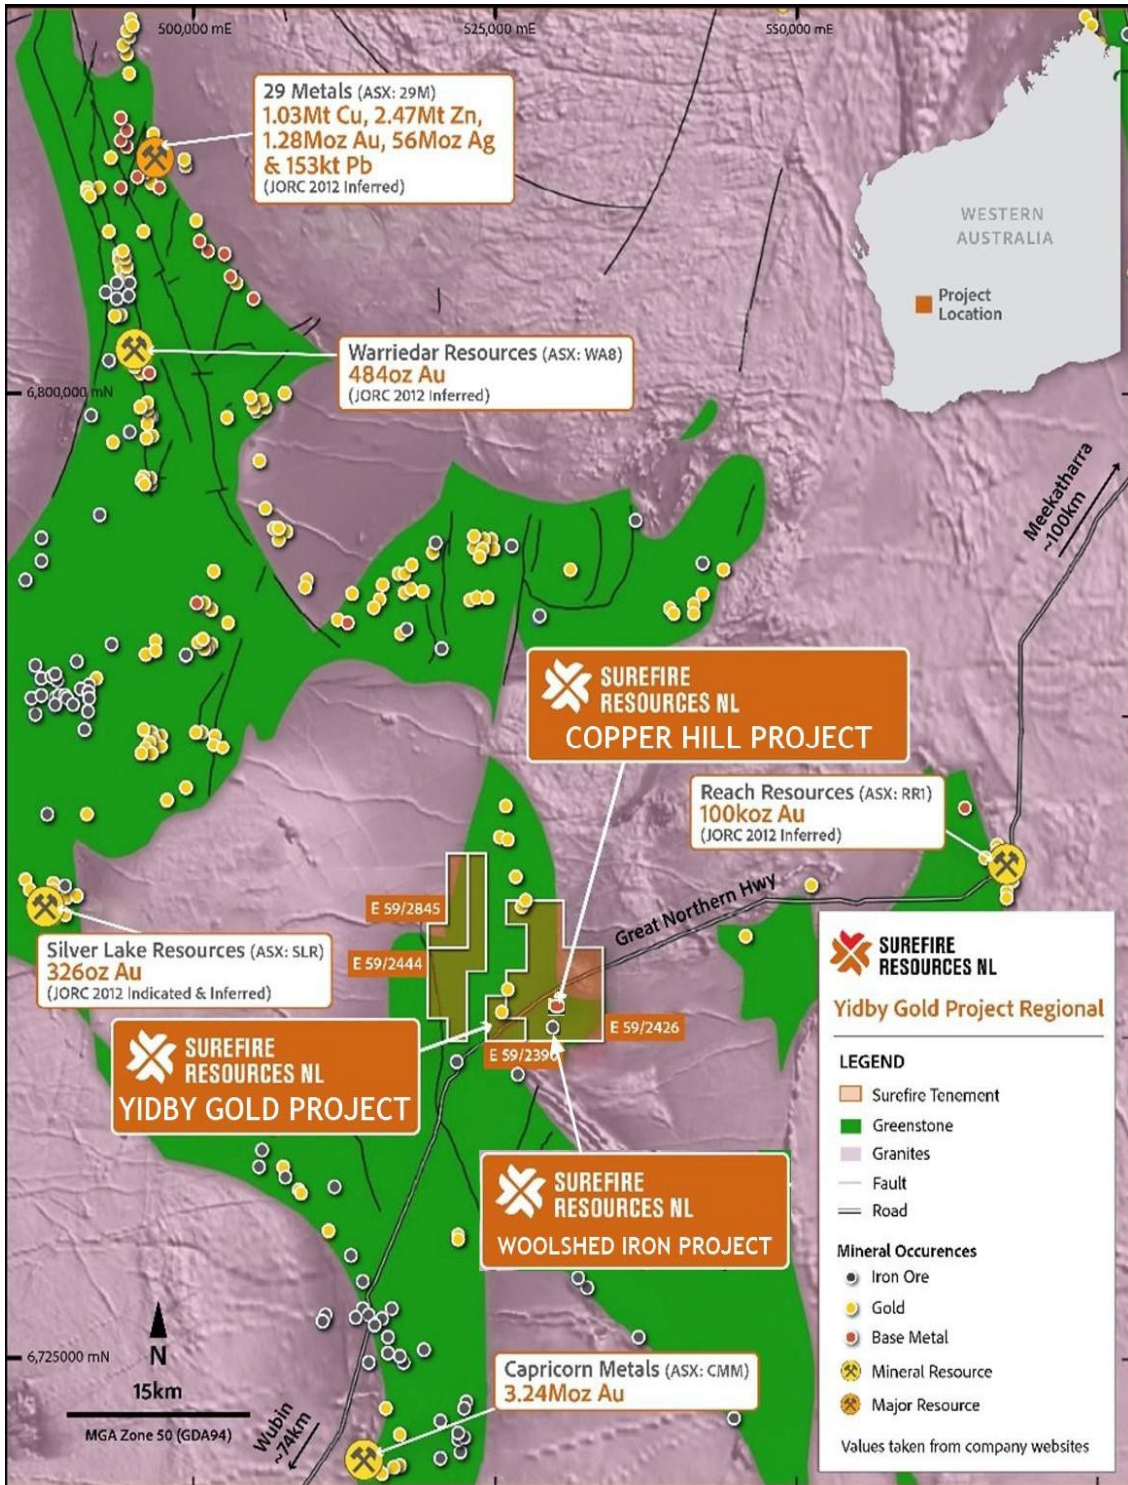 500,000 mE
525,000 mE
550,000 mE
29 Metals (ASX: 29M)
1.03Mt Cu, 2.47Mt Zn,
1.28Moz Au, 56Moz Ag
& 153kt Pb
(JORC 2012 Inferred)
WESTERN
AUSTRALIA
Project
Location
Warriedar Resources (ASX: WA8)
484oz Au
(JORC 2012 Inferred)
6,800,000 mN
Meekatharra
~100km
SUREFIRE
RESOURCES NL
COPPER HILL PROJECT
Reach Resources (ASX: RR1)
100koz Au
(JORC 2012 Inferred)
Great Northern Hwy
E 59/2845
E 59/2444
Silver Lake Resources (ASX: SLR)
326oz Au
(JORC 2012 Indicated & Inferred)
E 59/2426
E 59/2390
SUREFIRE
RESOURCES NL
YIDBY GOLD PROJECT
SUREFIRE
RESOURCES NL
WOOLSHED IRON PROJECT
SUREFIRE
RESOURCES NL
Yidby Gold Project Regional
LEGEND
Surefire Tenement
Greenstone
Granites
Fault
Road
Mineral Occurences
Iron Ore
Gold
Base Metal
Mineral Resource
Major Resource
Values taken from company websites
6,725000 mN
N
15km
MGA Zone 50 (GDA94)
Wubin
~74km
Capricorn Metals (ASX: CMM)
3.24Moz Au